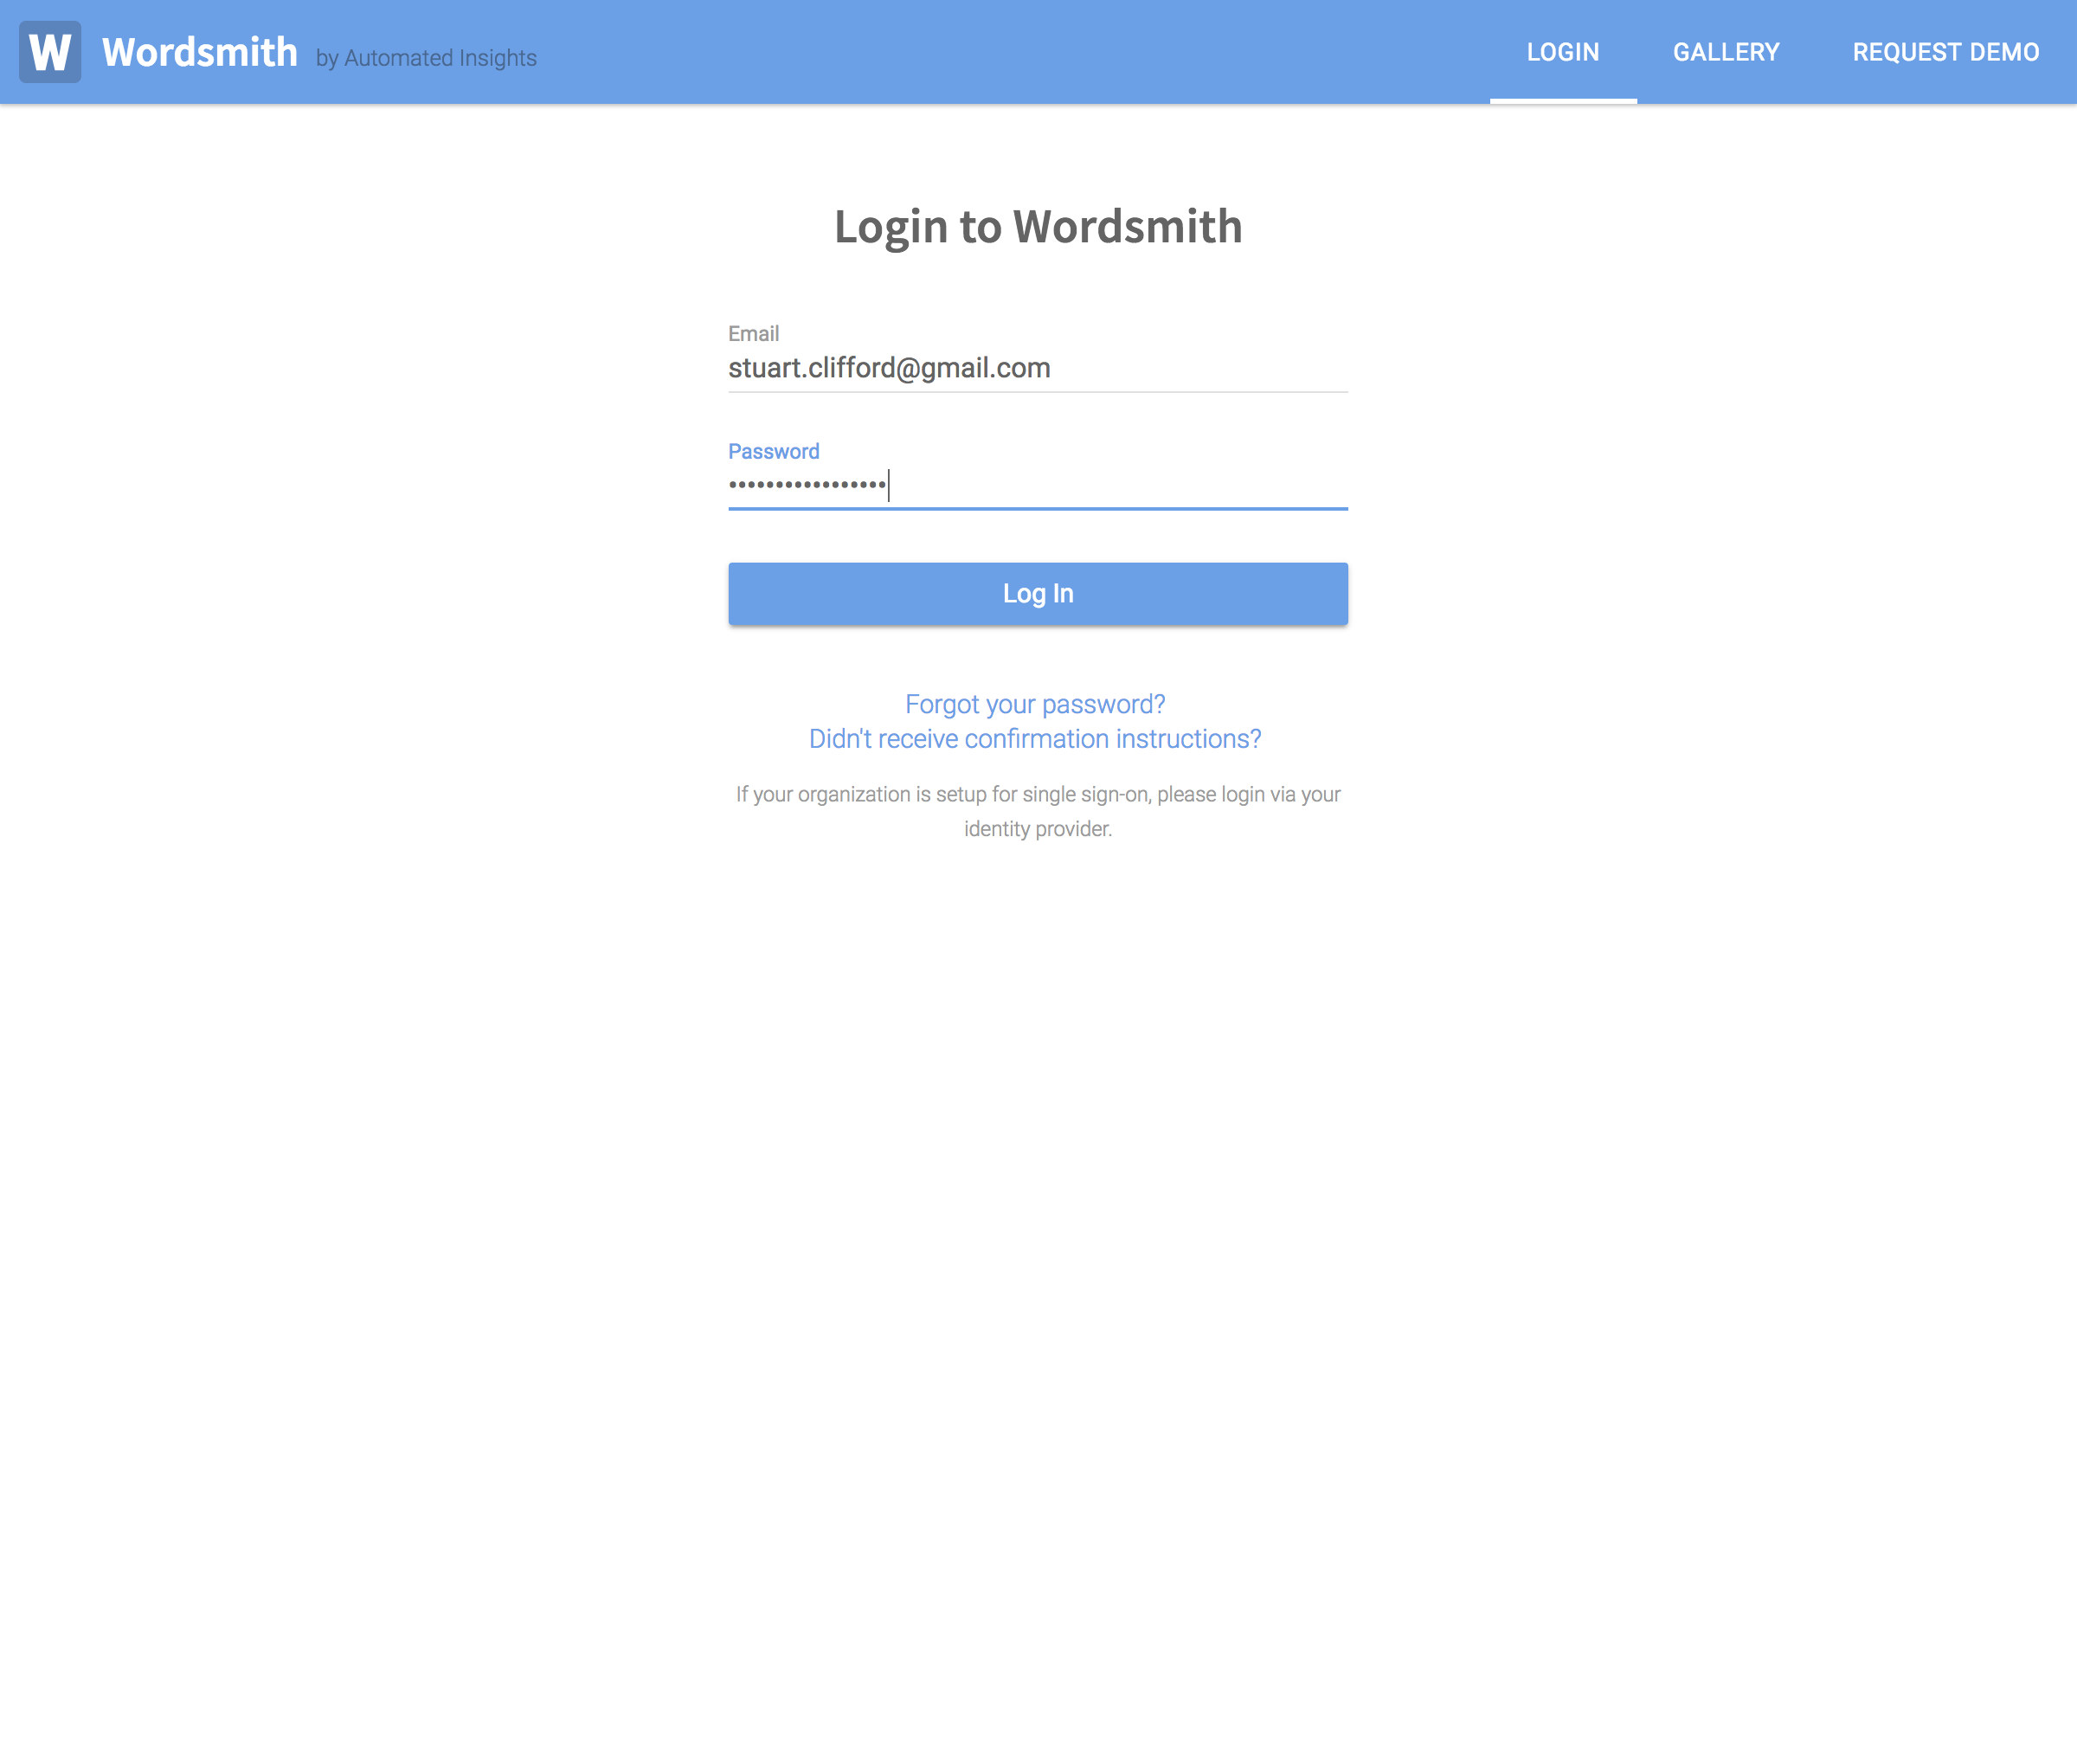 W Wordsmith by Automated Insights LOGIN GALLERY REQUEST DEMO
Login to Wordsmith
Email
stuart.clifford@gmail.com
Password
•••••••••••••••••
Log In
Forgot your password?
Didn't receive confirmation instructions?
If your organization is setup for single sign-on, please login via your
identity provider.